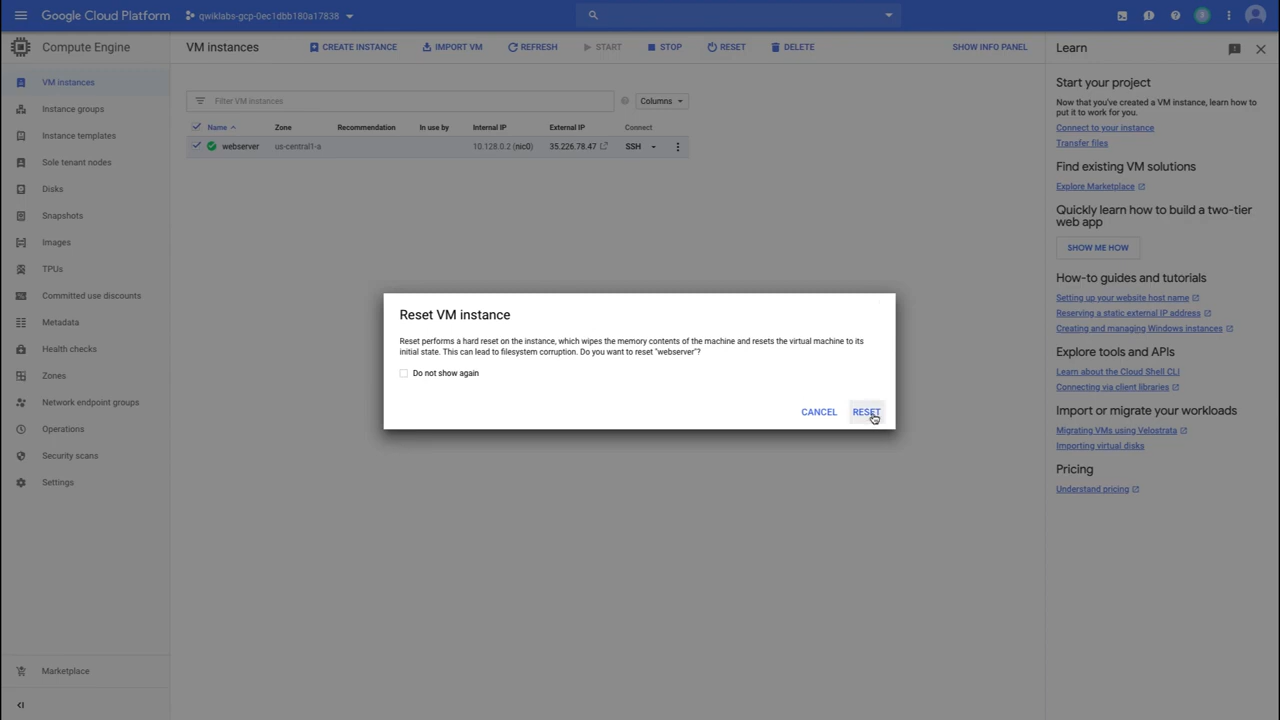 Google Cloud Platform
qwiklabs-gcp-0ec1dbb180a17838
Compute Engine
VM instances
CREATE INSTANCE
IMPORT VM
REFRESH
START
STOP
RESET
DELETE
SHOW INFO PANEL
VM instances
Instance groups
Instance templates
Sole tenant nodes
Disks
Snapshots
Images
TPUs
Committed use discounts
Metadata
Health checks
Zones
Network endpoint groups
Operations
Security scans
Settings
Marketplace
Filter VM instances
Columns
Name Zone Recommendation In use by Internal IP External IP Connect
webserver us-central1-a 10.128.0.2 (nic0) 35.226.78.47 SSH
Reset VM instance
Reset performs a hard reset on the instance, which wipes the memory contents of the machine and resets the virtual machine to its
initial state. This can lead to filesystem corruption. Do you want to reset "webserver"?
Do not show again
CANCEL
RESET
Learn
Start your project
Now that you've created a VM instance, learn how to
put it to work for you.
Connect to your instance
Transfer files
Find existing VM solutions
Explore Marketplace
Quickly learn how to build a two-tier
web app
SHOW ME HOW
How-to guides and tutorials
Setting up your website host name
Reserving a static external IP address
Creating and managing Windows instances
Explore tools and APIs
Learn about the Cloud Shell CLI
Connecting via client libraries
Import or migrate your workloads
Migrating VMs using Velostrata
Importing virtual disks
Pricing
Understand pricing